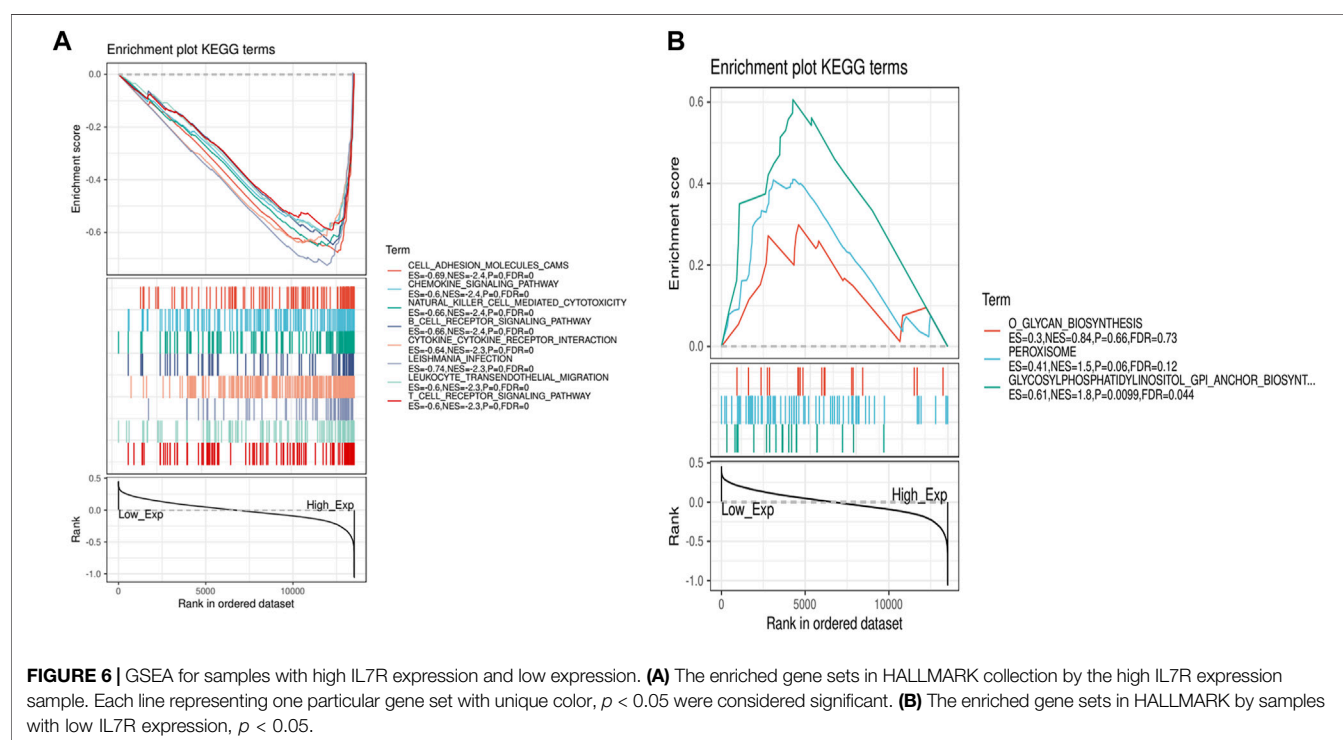 A
Enrichment plot KEGG terms
0.0
-0.2
-0.4
-0.6
Enrichment score
Term
CELL_ADHESION_MOLECULES_CAMS
ES=-0.69,NES=-2.4,P=0,FDR=0
CHEMOKINE_SIGNALING_PATHWAY
ES=-0.6,NES=-2.4,P=0,FDR=0
NATURAL_KILLER_CELL_MEDIATED_CYTOTOXICITY
ES=-0.66,NES=-2.4,P=0,FDR=0
B_CELL_RECEPTOR_SIGNALING_PATHWAY
ES=-0.66,NES=-2.4,P=0,FDR=0
CYTOKINE_CYTOKINE_RECEPTOR_INTERACTION
ES=-0.64,NES=-2.3,P=0,FDR=0
LEISHMANIA_INFECTION
ES=-0.74,NES=-2.3,P=0,FDR=0
LEUKOCYTE_TRANSENDOTHELIAL_MIGRATION
ES=-0.6,NES=-2.3,P=0,FDR=0
T_CELL_RECEPTOR_SIGNALING_PATHWAY
ES=-0.6,NES=-2.3,P=0,FDR=0
0.5
0.0
-0.5
-1.0
Rank
High_Exp
Low_Exp
0 5000 10000
Rank in ordered dataset
B
Enrichment plot KEGG terms
0.6
0.4
0.2
0.0
Enrichment score
Term
O_GLYCAN_BIOSYNTHESIS
ES=0.3,NES=0.84,P=0.66,FDR=0.73
PEROXISOME
ES=0.41,NES=1.5,P=0.06,FDR=0.12
GLYCOSYLPHOSPHATIDYLINOSITOL_GPI_ANCHOR_BIOSYNT...
ES=0.61,NES=1.8,P=0.0099,FDR=0.044
0.5
0.0
-0.5
-1.0
Rank
High_Exp
Low_Exp
0 5000 10000
Rank in ordered dataset
FIGURE 6 | GSEA for samples with high IL7R expression and low expression. (A) The enriched gene sets in HALLMARK collection by the high IL7R expression
sample. Each line representing one particular gene set with unique color, p < 0.05 were considered significant. (B) The enriched gene sets in HALLMARK by samples
with low IL7R expression, p < 0.05.